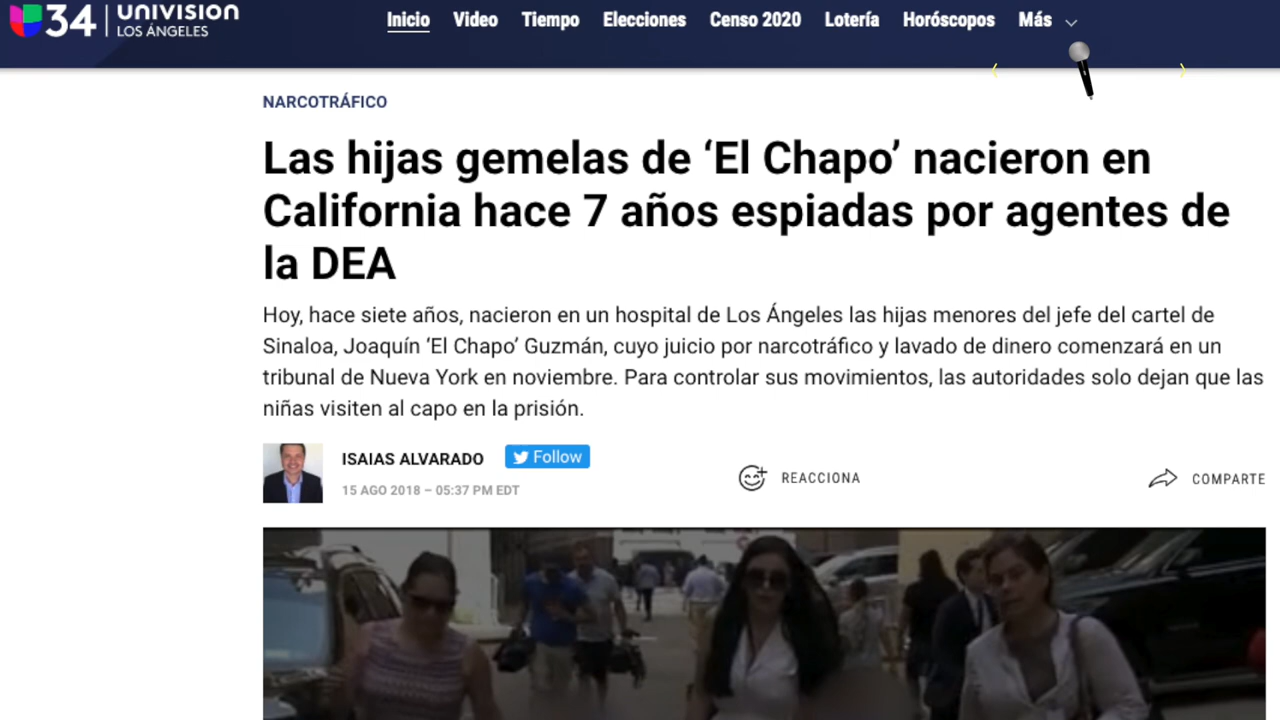 34 UNIVISION
LOS ÁNGELES
Inicio Video Tiempo Elecciones Censo 2020 Lotería Horóscopos Más
NARCOTRÁFICO
Las hijas gemelas de ‘El Chapo’ nacieron en
California hace 7 años espiadas por agentes de
la DEA
Hoy, hace siete años, nacieron en un hospital de Los Ángeles las hijas menores del jefe del cartel de
Sinaloa, Joaquín ‘El Chapo’ Guzmán, cuyo juicio por narcotráfico y lavado de dinero comenzará en un
tribunal de Nueva York en noviembre. Para controlar sus movimientos, las autoridades solo dejan que las
niñas visiten al capo en la prisión.
ISAIAS ALVARADO Follow
15 AGO 2018 – 05:37 PM EDT
REACCIONA
COMPARTE